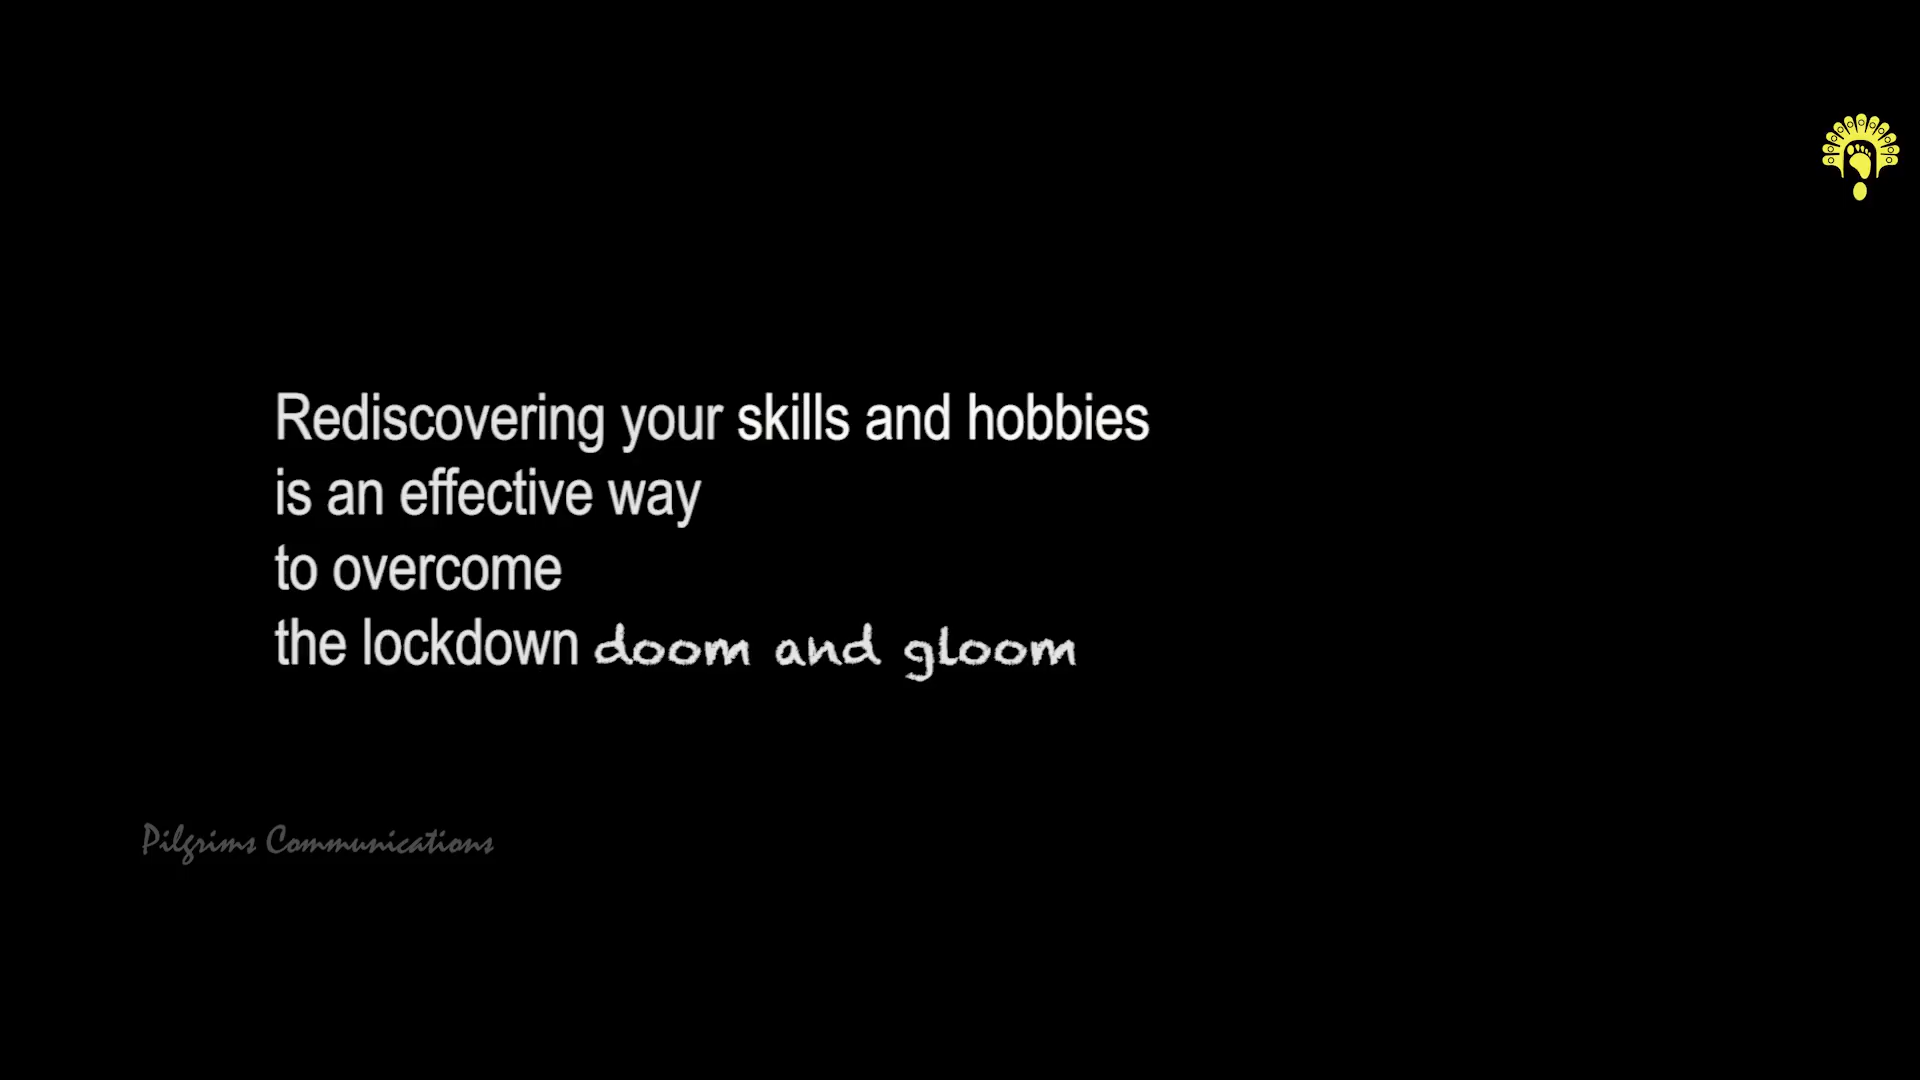 Rediscovering your skills and hobbies
is an effective way
to overcome
the lockdown doom and gloom
Pilgrims Communications